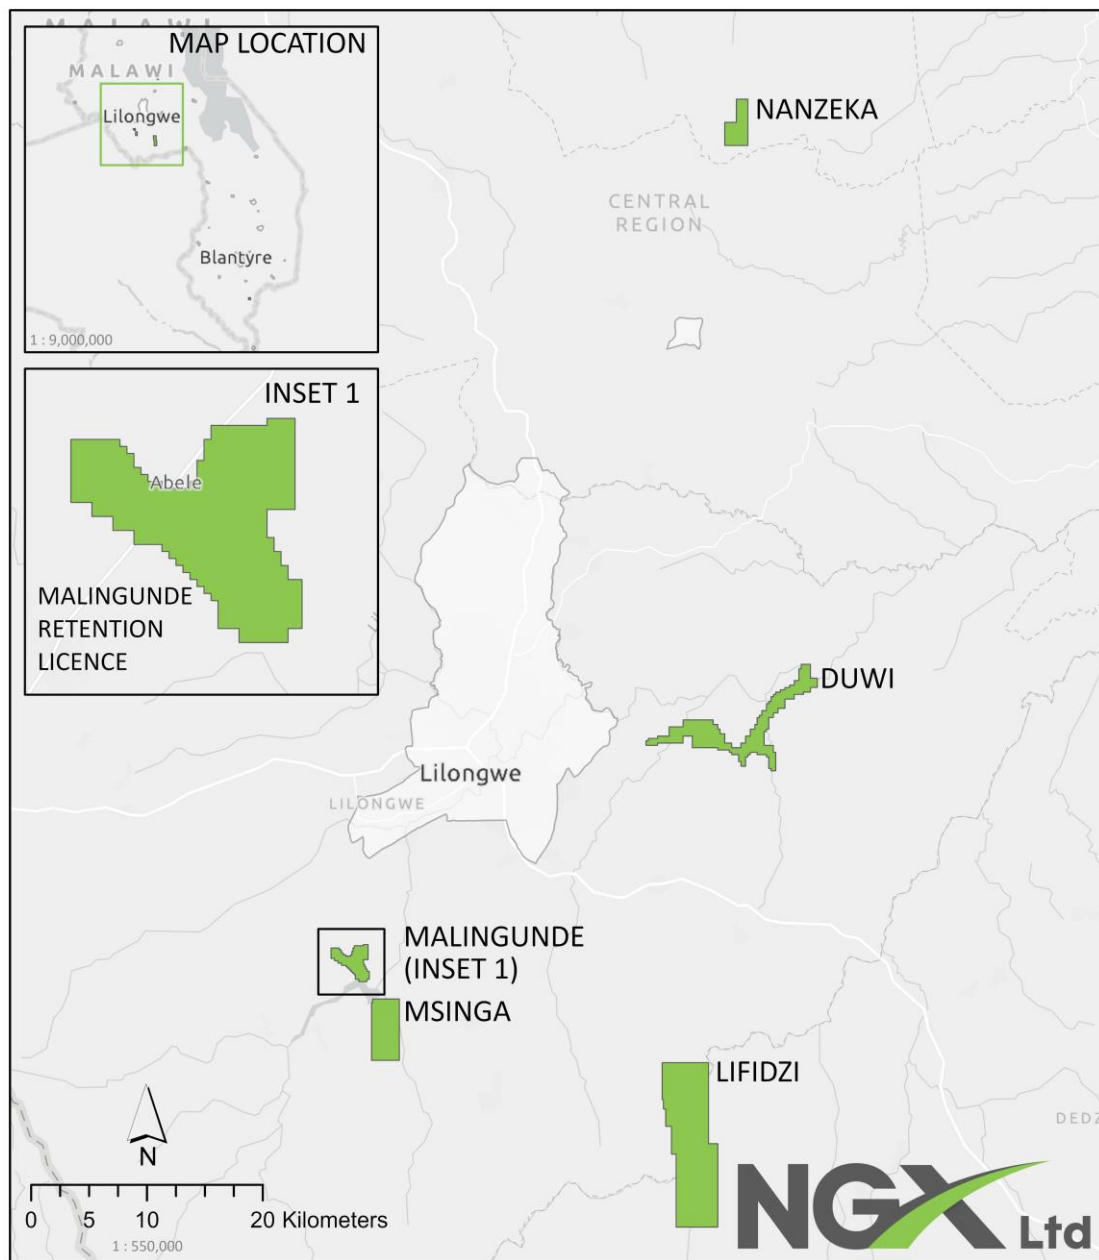 MALAWI
MAP LOCATION
MALAWI
Lilongwe
Blantyre
1 : 9,000,000
NANZEKA
CENTRAL
REGION
INSET 1
Abele
MALINGUNDE
RETENTION
LICENCE
DUWI
Lilongwe
LILONGWE
MALINGUNDE
(INSET 1)
MSINGA
LIFIDZI
DEDZ
N
0 5 10 20 Kilometers
1 : 550,000
NGX Ltd